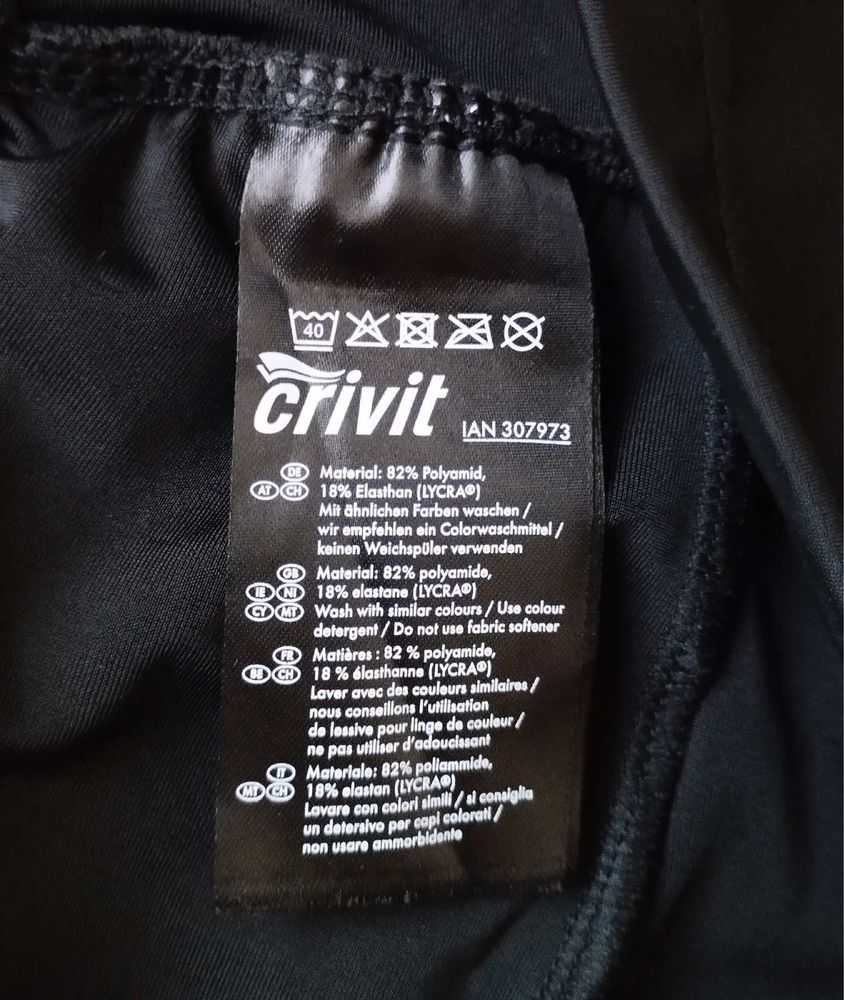 40
crivit
IAN 307973
DE Material: 82% Polyamid,
AT CH 18% Elasthan (LYCRA®)
Mit ähnlichen Farben waschen /
wir empfehlen ein Colorwaschmittel /
keinen Weichspüler verwenden
GB Material: 82% polyamide,
IE NI 18% elastane (LYCRA®)
CY MT Wash with similar colours / Use colour
detergent / Do not use fabric softener
FR Matières : 82 % polyamide,
BE CH 18 % élasthanne (LYCRA®)
Laver avec des couleurs similaires /
nous conseillons l'utilisation
de lessive pour linge de couleur /
ne pas utiliser d'adoucissant
IT Materiale: 82% poliammide,
MT CH 18% elastan (LYCRA®)
Lavare con colori simili / si consiglia
un detersivo per capi colorati /
non usare ammorbidente